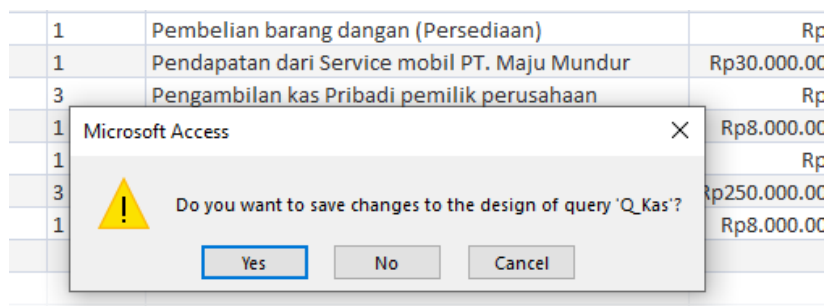 1 Pembelian barang dangan (Persediaan) Rp
1 Pendapatan dari Service mobil PT. Maju Mundur Rp30.000.00
3 Pengambilan kas Pribadi pemilik perusahaan Rp
1 Rp8.000.00
1 Rp
3 Rp250.000.00
1 Rp8.000.00
Microsoft Access
Do you want to save changes to the design of query 'Q_Kas'?
Yes No Cancel